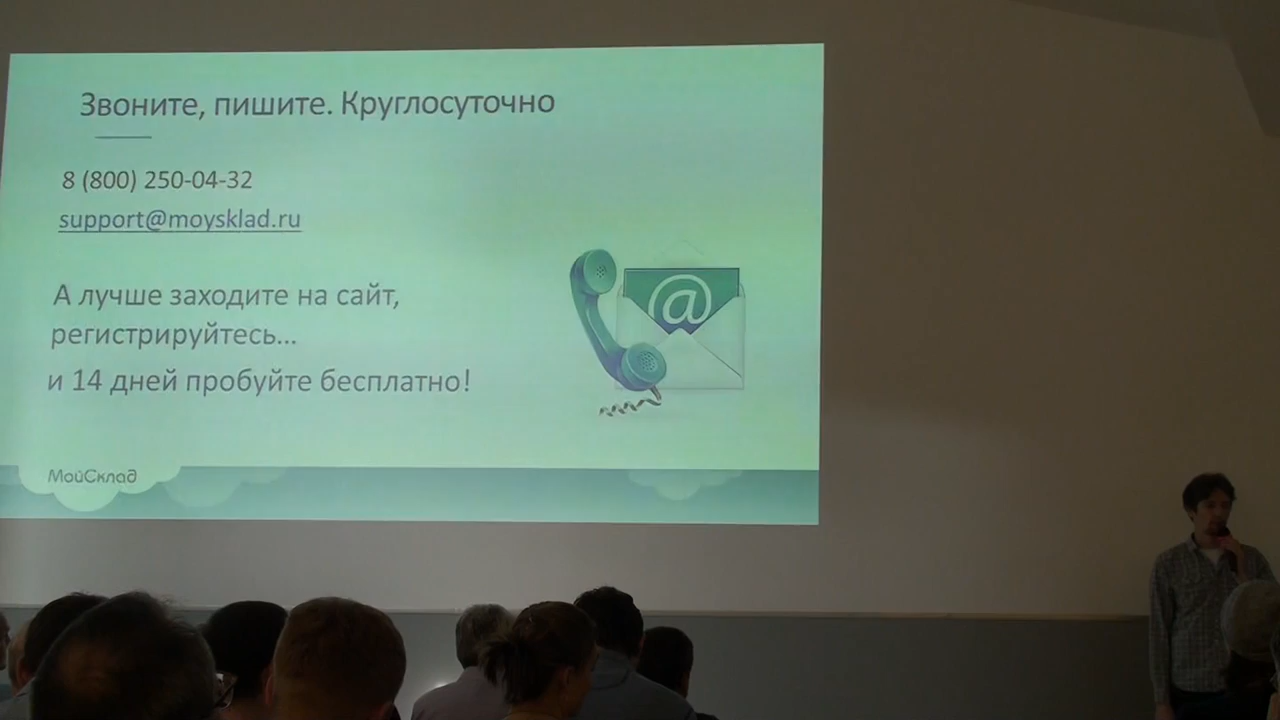 Звоните, пишите. Круглосуточно
8 (800) 250-04-32
support@moysklad.ru
А лучше заходите на сайт,
регистрируйтесь...
и 14 дней пробуйте бесплатно!
МойСклад
@